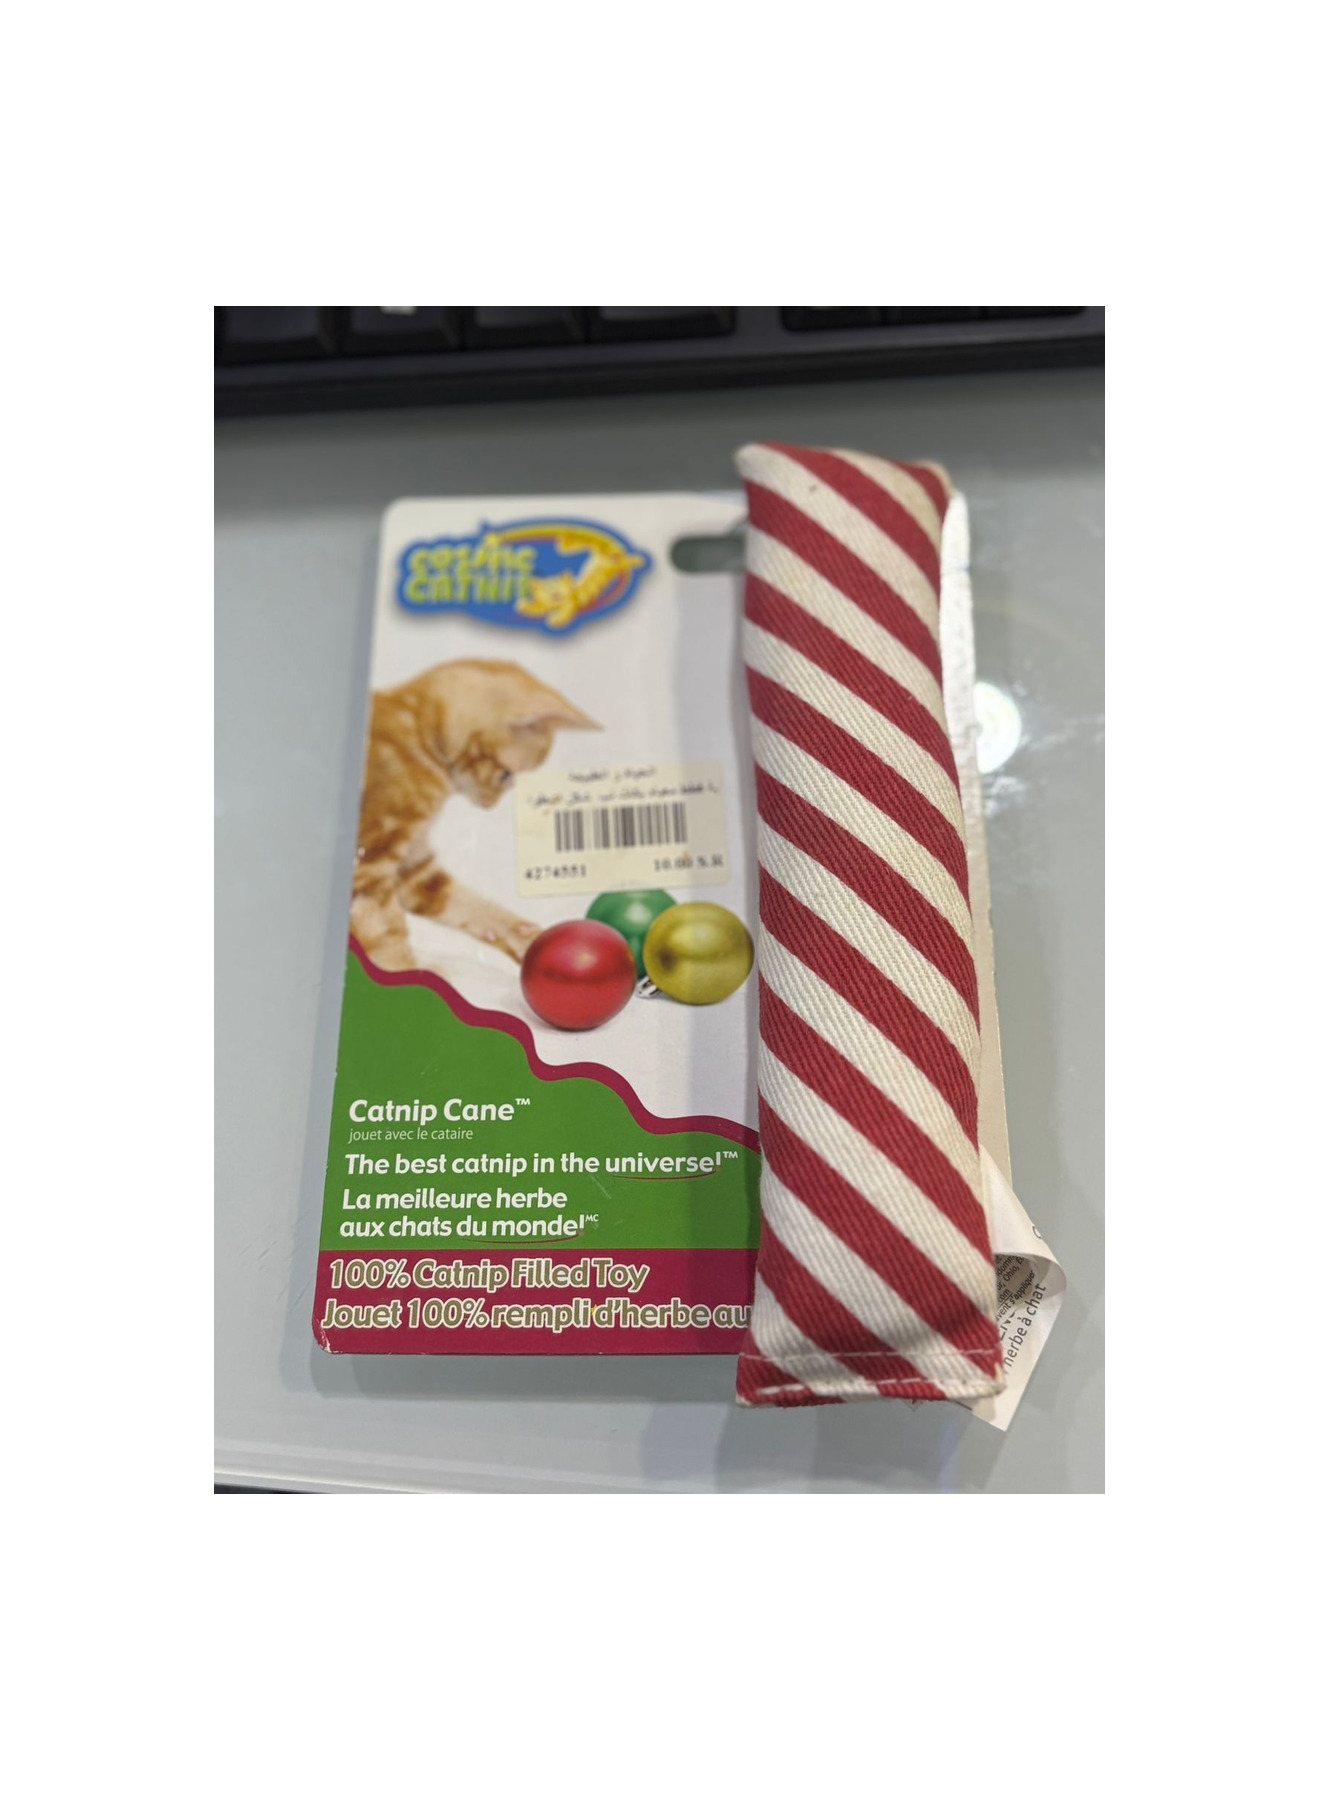 COSMIC
CATNIP
4274551
10.00 S.R
Catnip Cane™
jouet avec le cataire
The best catnip in the universe!™
La meilleure herbe
aux chats du monde!MC
100% Catnip Filled Toy
Jouet 100% rempli d'herbe au
herbe à chat